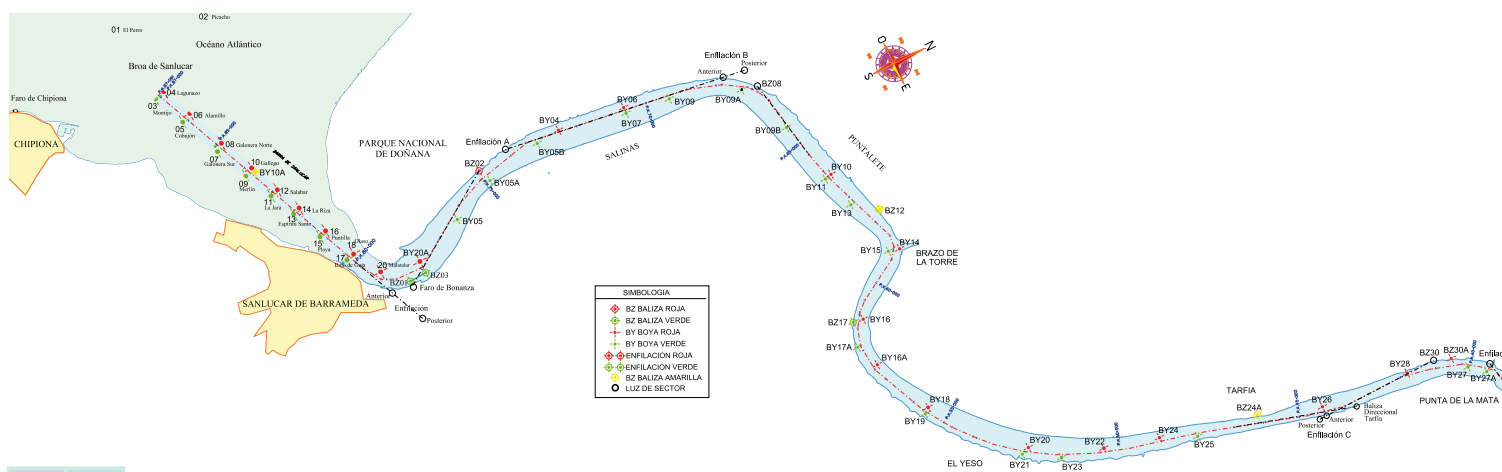 02 Picacho
01 El Perro
Océano Atlántico
Broa de Sanlucar
Faro de Chipiona
CHIPIONA
03
Montijo
04 Lagunazo
05
Cobujón
06 Alamillo
07
Galonera Sur
08 Galonera Norte
09
Merlín
10 Gallego
BY10A
11
La Jara
12 Salabar
13
Espíritu Santo
14 La Riza
15
Playa
16
Puntilla
17
18
20 Malandar
SANLUCAR DE BARRAMEDA
Anterior
Enfilación
Posterior
Faro de Bonanza
BZ01
BZ03
BY20A
BY05
PARQUE NACIONAL
DE DOÑANA
BZ02
BY05A
Enfilación A
BY04
BY05B
SALINAS
BY06
BY07
BY09
Enfilación B
Anterior
Posterior
BZ08
BY09A
BY09B
PUNTALETE
BY10
BY11
BY13
BZ12
BY14
BY15
BRAZO DE
LA TORRE
N
O
S
E
BY16
BZ17
BY17A
BY16A
BY18
BY19
BY20
BY21
BY22
BY23
EL YESO
BY24
BY25
TARFIA
BZ24A
BY26
Posterior
Anterior
Enfilación C
Baliza
Direccional
Tarfia
BY28
BZ30
BZ30A
BY27
BY27A
Enfilac
PUNTA DE LA MATA
SIMBOLOGIA
BZ BALIZA ROJA
BZ BALIZA VERDE
BY BOYA ROJA
BY BOYA VERDE
ENFILACION ROJA
ENFILACION VERDE
BZ BALIZA AMARILLA
LUZ DE SECTOR